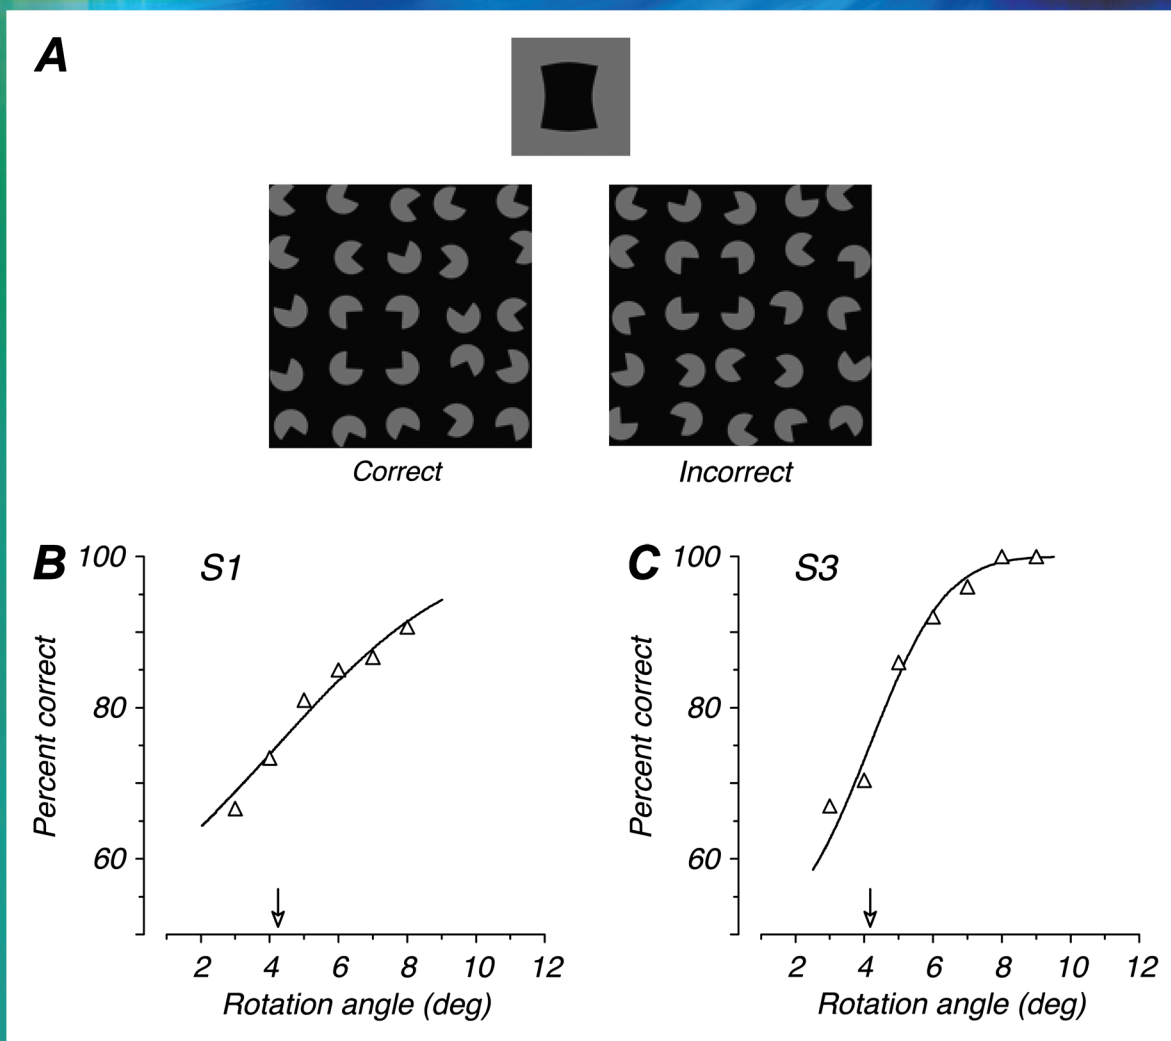 A
Correct Incorrect
B
S1
100
80
60
Percent correct
2 4 6 8 10 12
Rotation angle (deg)
C
S3
100
80
60
Percent correct
2 4 6 8 10 12
Rotation angle (deg)